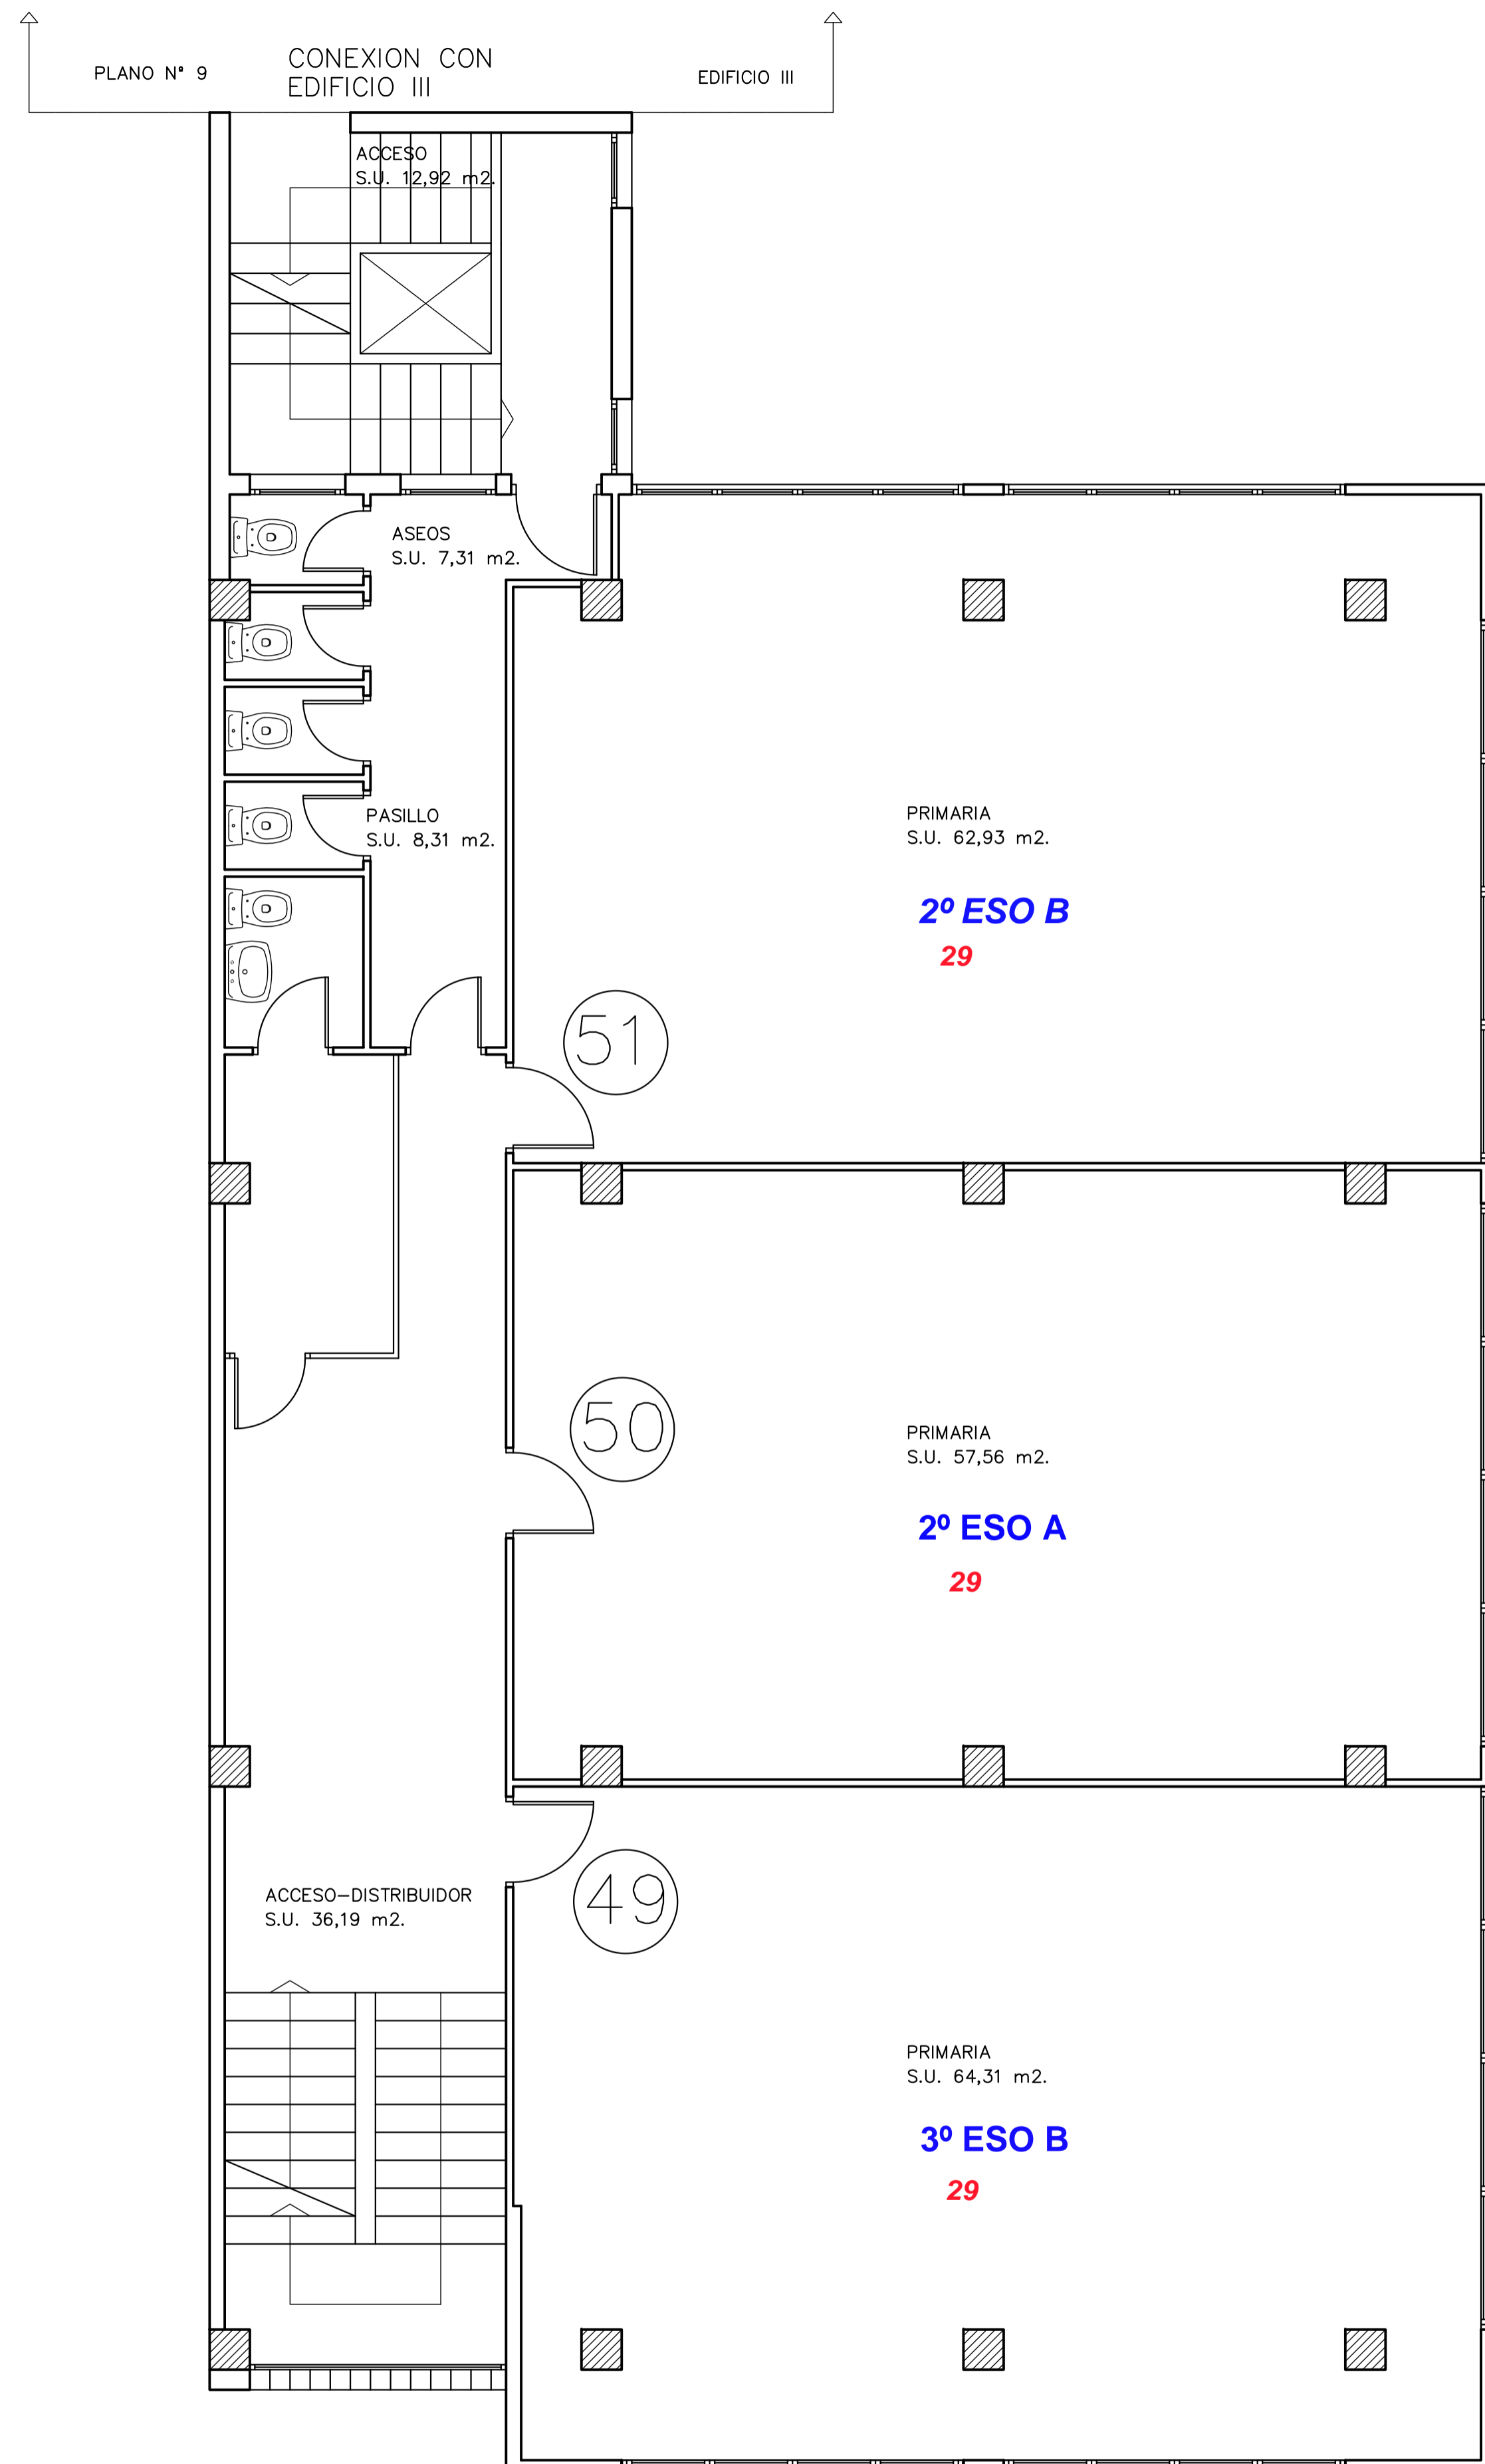 PLANO Nº 9
CONEXION CON
EDIFICIO III
EDIFICIO III
ACCESO
S.U. 12,92 m2.
ASEOS
S.U. 7,31 m2.
PASILLO
S.U. 8,31 m2.
PRIMARIA
S.U. 62,93 m2.
2º ESO B
29
51
50
PRIMARIA
S.U. 57,56 m2.
2º ESO A
29
49
ACCESO-DISTRIBUIDOR
S.U. 36,19 m2.
PRIMARIA
S.U. 64,31 m2.
3º ESO B
29